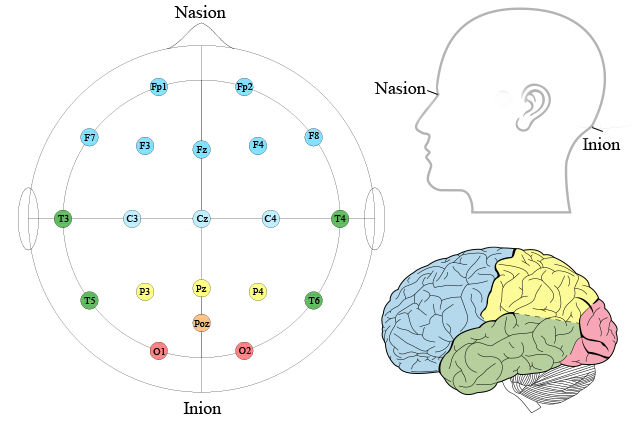 Nasion
Fp1 Fp2
F7 F3 Fz F4 F8
T3 C3 Cz C4 T4
T5 P3 Pz P4 T6
Poz
O1 O2
Inion
Nasion
Inion